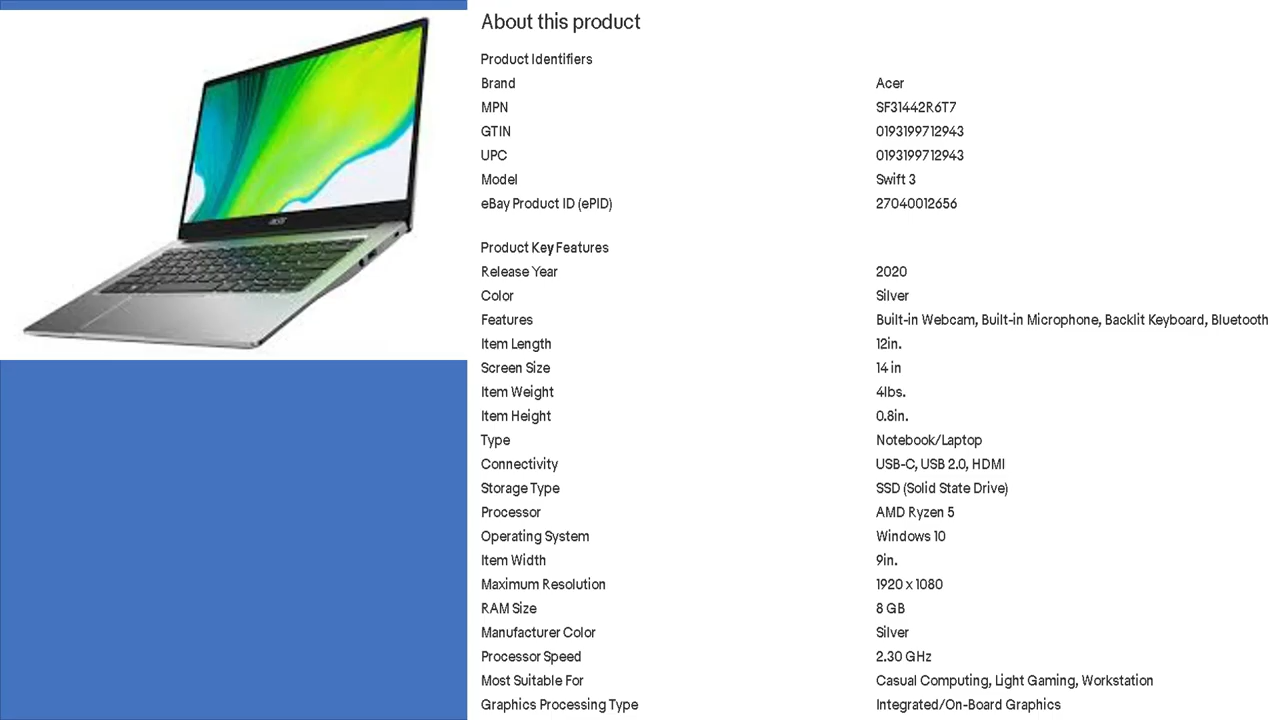 acer
About this product
Product Identifiers
Brand Acer
MPN SF31442R6T7
GTIN 0193199712943
UPC 0193199712943
Model Swift 3
eBay Product ID (ePID) 27040012656
Product Key Features
Release Year 2020
Color Silver
Features Built-in Webcam, Built-in Microphone, Backlit Keyboard, Bluetooth
Item Length 12in.
Screen Size 14 in
Item Weight 4lbs.
Item Height 0.8in.
Type Notebook/Laptop
Connectivity USB-C, USB 2.0, HDMI
Storage Type SSD (Solid State Drive)
Processor AMD Ryzen 5
Operating System Windows 10
Item Width 9in.
Maximum Resolution 1920 x 1080
RAM Size 8 GB
Manufacturer Color Silver
Processor Speed 2.30 GHz
Most Suitable For Casual Computing, Light Gaming, Workstation
Graphics Processing Type Integrated/On-Board Graphics